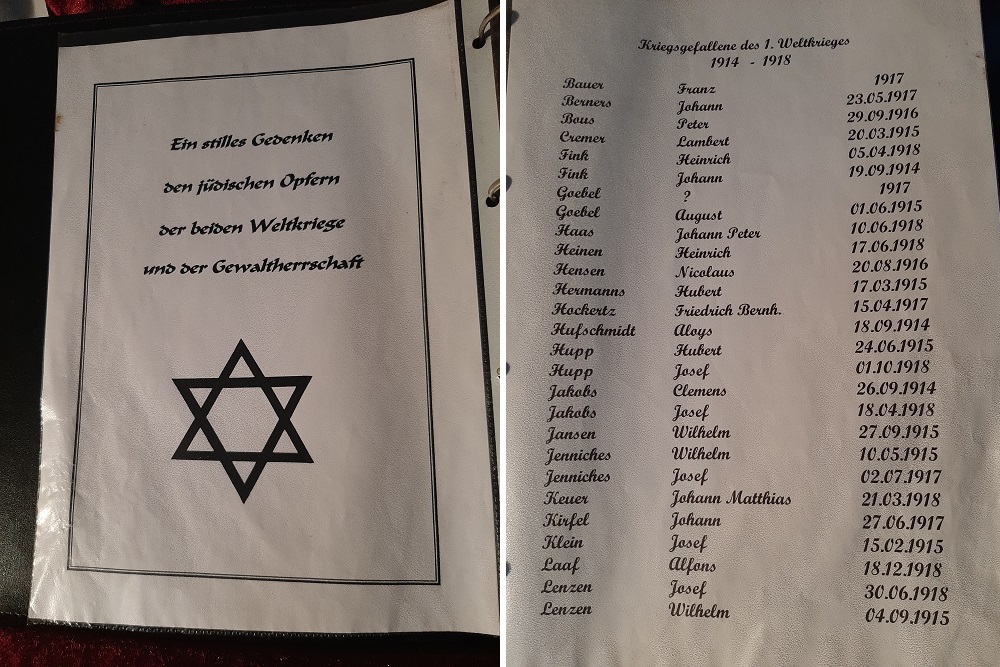 Ein stilles Gedenken
den jüdischen Opfern
der beiden Weltkriege
und der Gewaltherrschaft
Kriegsgefallene des 1. Weltkrieges
1914 - 1918
Bauer Franz 1917
Berners Johann 23.05.1917
Bous Peter 29.09.1916
Cremer Lambert 20.03.1915
Fink Heinrich 05.04.1918
Fink Johann 19.09.1914
Goebel ? 1917
Goebel August 01.06.1915
Haas Johann Peter 10.06.1918
Heinen Heinrich 17.06.1918
Hensen Nicolaus 20.08.1916
Hermanns Hubert 17.03.1915
Hockertz Friedrich Bernh. 15.04.1917
Hufschmidt Aloys 18.09.1914
Hupp Hubert 24.06.1915
Hupp Josef 01.10.1918
Jakobs Clemens 26.09.1914
Jakobs Josef 18.04.1918
Jansen Wilhelm 27.09.1915
Jenniches Wilhelm 10.05.1915
Jenniches Josef 02.07.1917
Keuer Johann Matthias 21.03.1918
Kirfel Johann 27.06.1917
Klein Josef 15.02.1915
Laaf Alfons 18.12.1918
Lenzen Josef 30.06.1918
Lenzen Wilhelm 04.09.1915